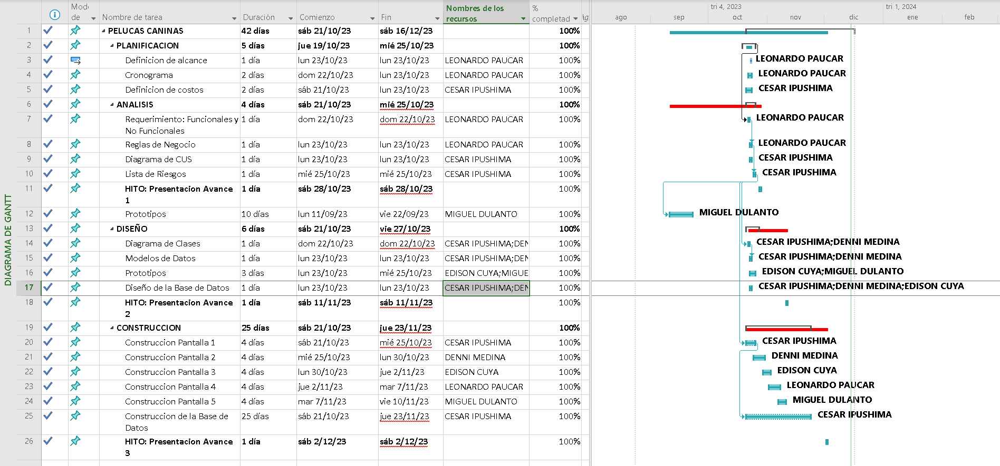 tri 4, 2023 tri 1, 2024
Modo de Nombre de tarea Duración Comienzo Fin Nombres de los recursos % completad ago sep oct nov dic ene feb
DIAGRAMA DE GANTT
1 PELUCAS CANINAS 42 días sáb 21/10/23 sáb 16/12/23 100%
2 PLANIFICACION 5 días jue 19/10/23 mié 25/10/23 100%
3 Definicion de alcance 1 día lun 23/10/23 lun 23/10/23 LEONARDO PAUCAR 100% LEONARDO PAUCAR
4 Cronograma 2 días dom 22/10/23 lun 23/10/23 LEONARDO PAUCAR 100% LEONARDO PAUCAR
5 Definicion de costos 2 días sáb 21/10/23 lun 23/10/23 CESAR IPUSHIMA 100% CESAR IPUSHIMA
6 ANALISIS 4 días sáb 21/10/23 mié 25/10/23 100%
7 Requerimiento: Funcionales y 1 día dom 22/10/23 dom 22/10/23 LEONARDO PAUCAR 100% LEONARDO PAUCAR
No Funcionales
8 Reglas de Negocio 1 día lun 23/10/23 lun 23/10/23 LEONARDO PAUCAR 100% LEONARDO PAUCAR
9 Diagrama de CUS 1 día lun 23/10/23 lun 23/10/23 CESAR IPUSHIMA 100% CESAR IPUSHIMA
10 Lista de Riesgos 1 día mié 25/10/23 mié 25/10/23 CESAR IPUSHIMA 100% CESAR IPUSHIMA
11 HITO: Presentacion Avance 1 día sáb 28/10/23 sáb 28/10/23 100%
1
12 Prototipos 10 días lun 11/09/23 vie 22/09/23 MIGUEL DULANTO 100% MIGUEL DULANTO
13 DISEÑO 6 días sáb 21/10/23 vie 27/10/23 100%
14 Diagrama de Clases 1 día dom 22/10/23 dom 22/10/23 CESAR IPUSHIMA;DEN 100% CESAR IPUSHIMA;DENNI MEDINA
15 Modelos de Datos 1 día lun 23/10/23 lun 23/10/23 CESAR IPUSHIMA;DEN 100% CESAR IPUSHIMA;DENNI MEDINA
16 Prototipos 3 días lun 23/10/23 mié 25/10/23 EDISON CUYA;MIGUE 100% EDISON CUYA;MIGUEL DULANTO
17 Diseño de la Base de Datos 1 día lun 23/10/23 lun 23/10/23 CESAR IPUSHIMA;DEN 100% CESAR IPUSHIMA;DENNI MEDINA;EDISON CUYA
18 HITO: Presentacion Avance 1 día sáb 11/11/23 sáb 11/11/23 100%
2
19 CONSTRUCCION 25 días sáb 21/10/23 jue 23/11/23 100%
20 Construccion Pantalla 1 4 días sáb 21/10/23 mié 25/10/23 CESAR IPUSHIMA 100% CESAR IPUSHIMA
21 Construccion Pantalla 2 4 días mié 25/10/23 lun 30/10/23 DENNI MEDINA 100% DENNI MEDINA
22 Construccion Pantalla 3 4 días lun 30/10/23 jue 2/11/23 EDISON CUYA 100% EDISON CUYA
23 Construccion Pantalla 4 4 días jue 2/11/23 mar 7/11/23 LEONARDO PAUCAR 100% LEONARDO PAUCAR
24 Construccion Pantalla 5 4 días mar 7/11/23 vie 10/11/23 MIGUEL DULANTO 100% MIGUEL DULANTO
25 Construccion de la Base de 25 días sáb 21/10/23 jue 23/11/23 CESAR IPUSHIMA 100% CESAR IPUSHIMA
Datos
26 HITO: Presentacion Avance 1 día sáb 2/12/23 sáb 2/12/23 100%
3